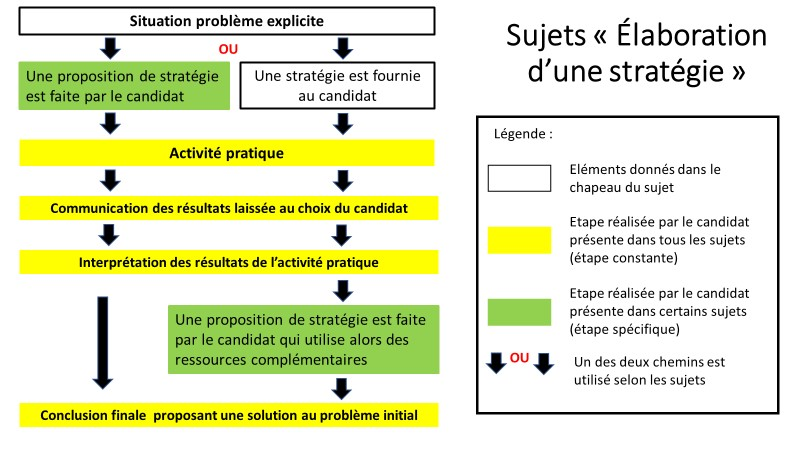 Situation problème explicite
OU
Une proposition de stratégie
est faite par le candidat
Une stratégie est fournie
au candidat
Activité pratique
Communication des résultats laissée au choix du candidat
Interprétation des résultats de l’activité pratique
Une proposition de stratégie est faite
par le candidat qui utilise alors des
ressources complémentaires
Conclusion finale  proposant une solution au problème initial
Sujets « Élaboration
d’une stratégie »
Légende :
Eléments donnés dans le
chapeau du sujet
Etape réalisée par le candidat
présente dans tous les sujets
(étape constante)
Etape réalisée par le candidat
présente dans certains sujets
(étape spécifique)
OU
Un des deux chemins est
utilisé selon les sujets